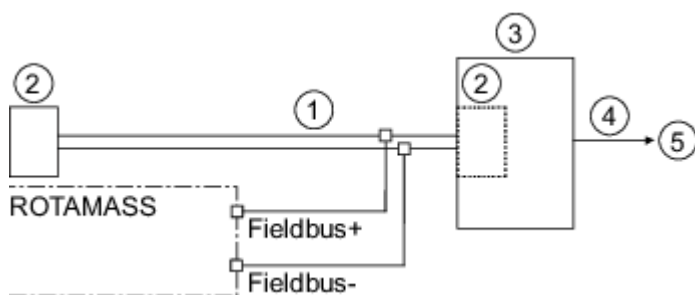 ③
②
①
②
④
⑤
ROTAMASS
Fieldbus+
Fieldbus-